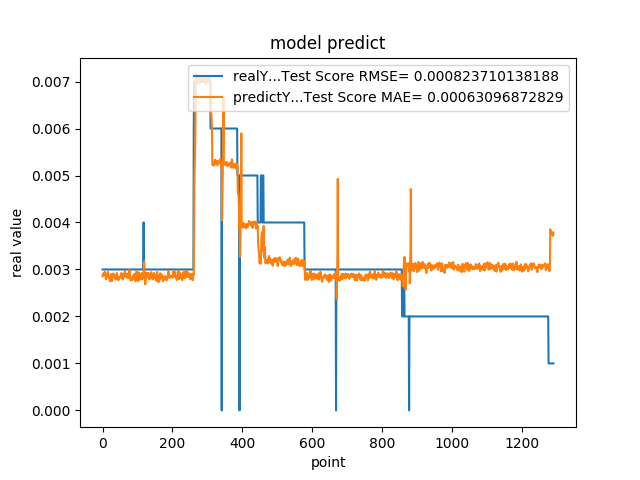 model predict
realY...Test Score RMSE= 0.000823710138188
predictY...Test Score MAE= 0.00063096872829
0.007
0.006
0.005
0.004
0.003
0.002
0.001
0.000
real value
0 200 400 600 800 1000 1200
point